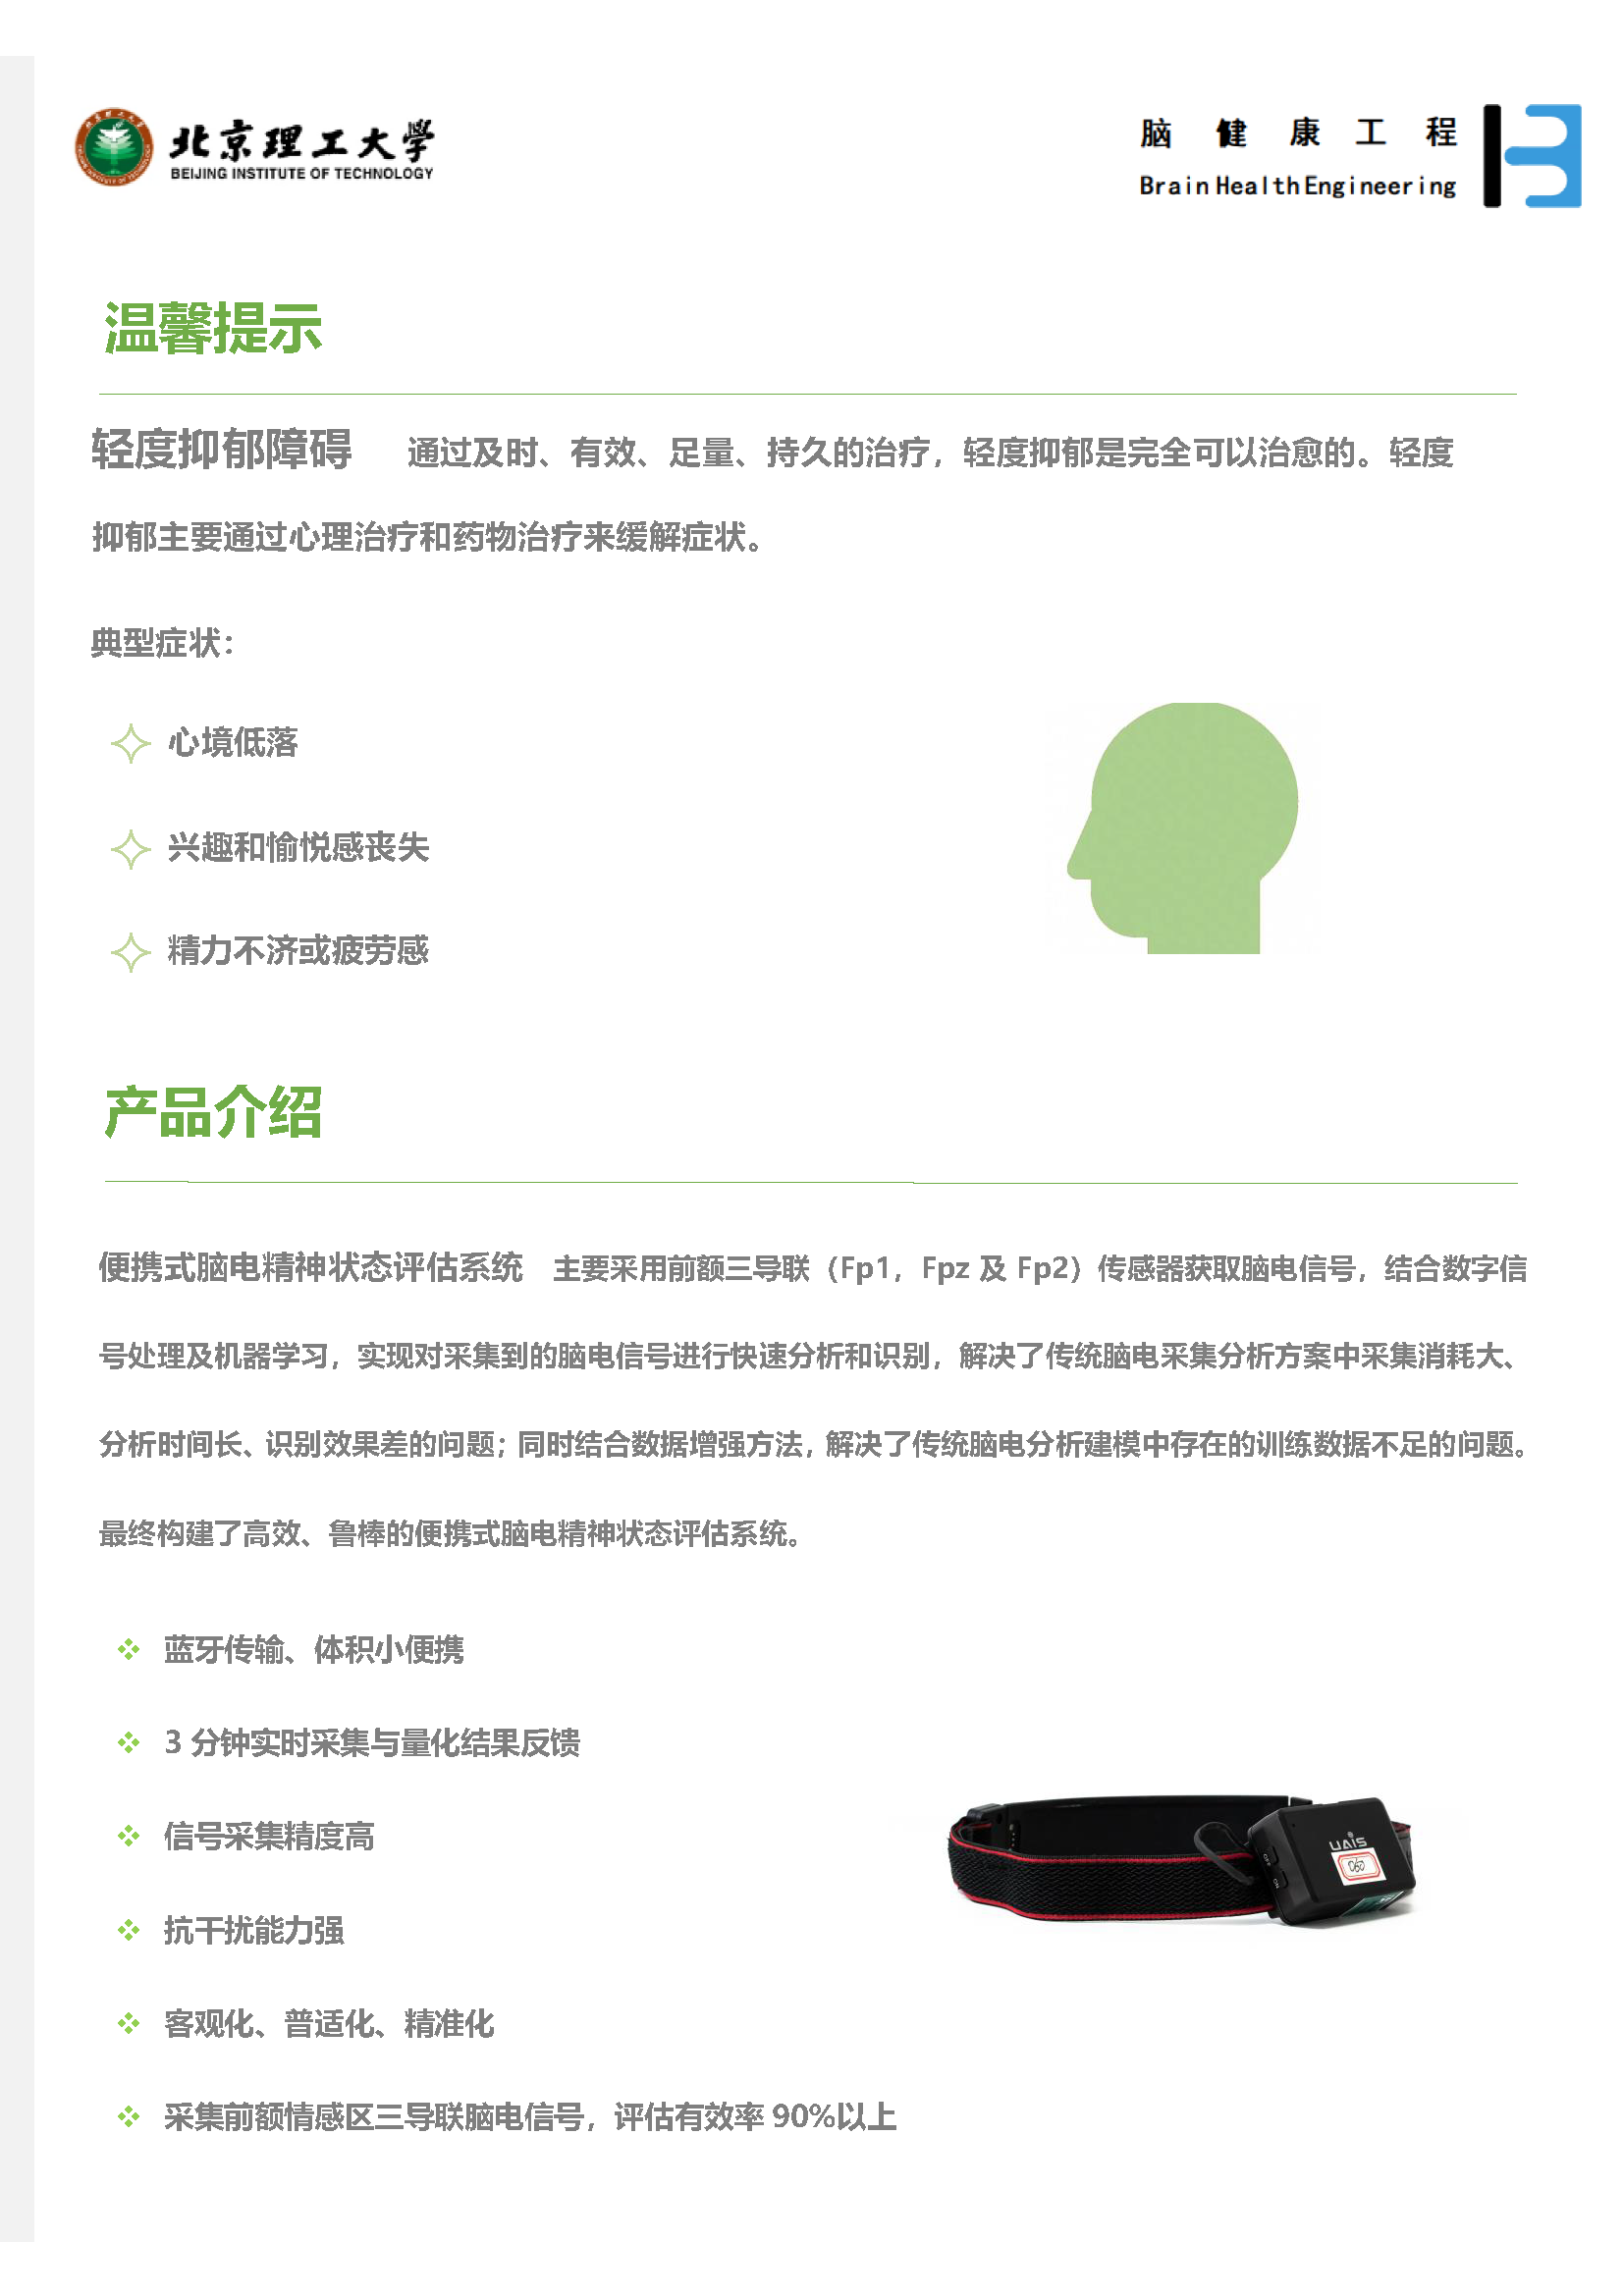 北京理工大学
BEIJING INSTITUTE OF TECHNOLOGY
脑健康工程
Brain Health Engineering
温馨提示
轻度抑郁障碍 通过及时、有效、足量、持久的治疗，轻度抑郁是完全可以治愈的。轻度
抑郁主要通过心理治疗和药物治疗来缓解症状。
典型症状：
心境低落
兴趣和愉悦感丧失
精力不济或疲劳感
产品介绍
便携式脑电精神状态评估系统 主要采用前额三导联（Fp1，Fpz 及 Fp2）传感器获取脑电信号，结合数字信
号处理及机器学习，实现对采集到的脑电信号进行快速分析和识别，解决了传统脑电采集分析方案中采集消耗大、
分析时间长、识别效果差的问题；同时结合数据增强方法，解决了传统脑电分析建模中存在的训练数据不足的问题。
最终构建了高效、鲁棒的便携式脑电精神状态评估系统。
蓝牙传输、体积小便携
3 分钟实时采集与量化结果反馈
信号采集精度高
抗干扰能力强
UAIS
060
OFF
ON
客观化、普适化、精准化
采集前额情感区三导联脑电信号，评估有效率 90%以上